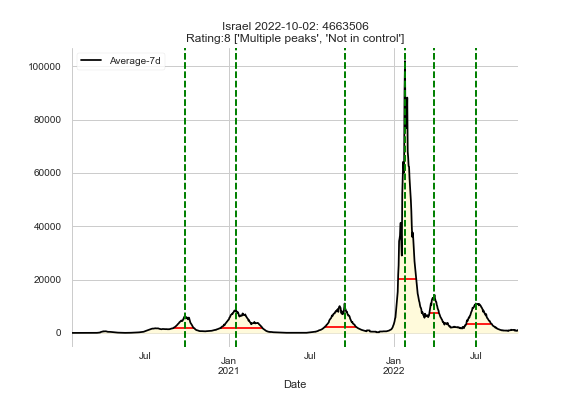 Israel 2022-10-02: 4663506
Rating:8 ['Multiple peaks', 'Not in control']
Average-7d
100000
80000
60000
40000
20000
0
Jul
Jan
2021
Jul
Jan
2022
Jul
Date